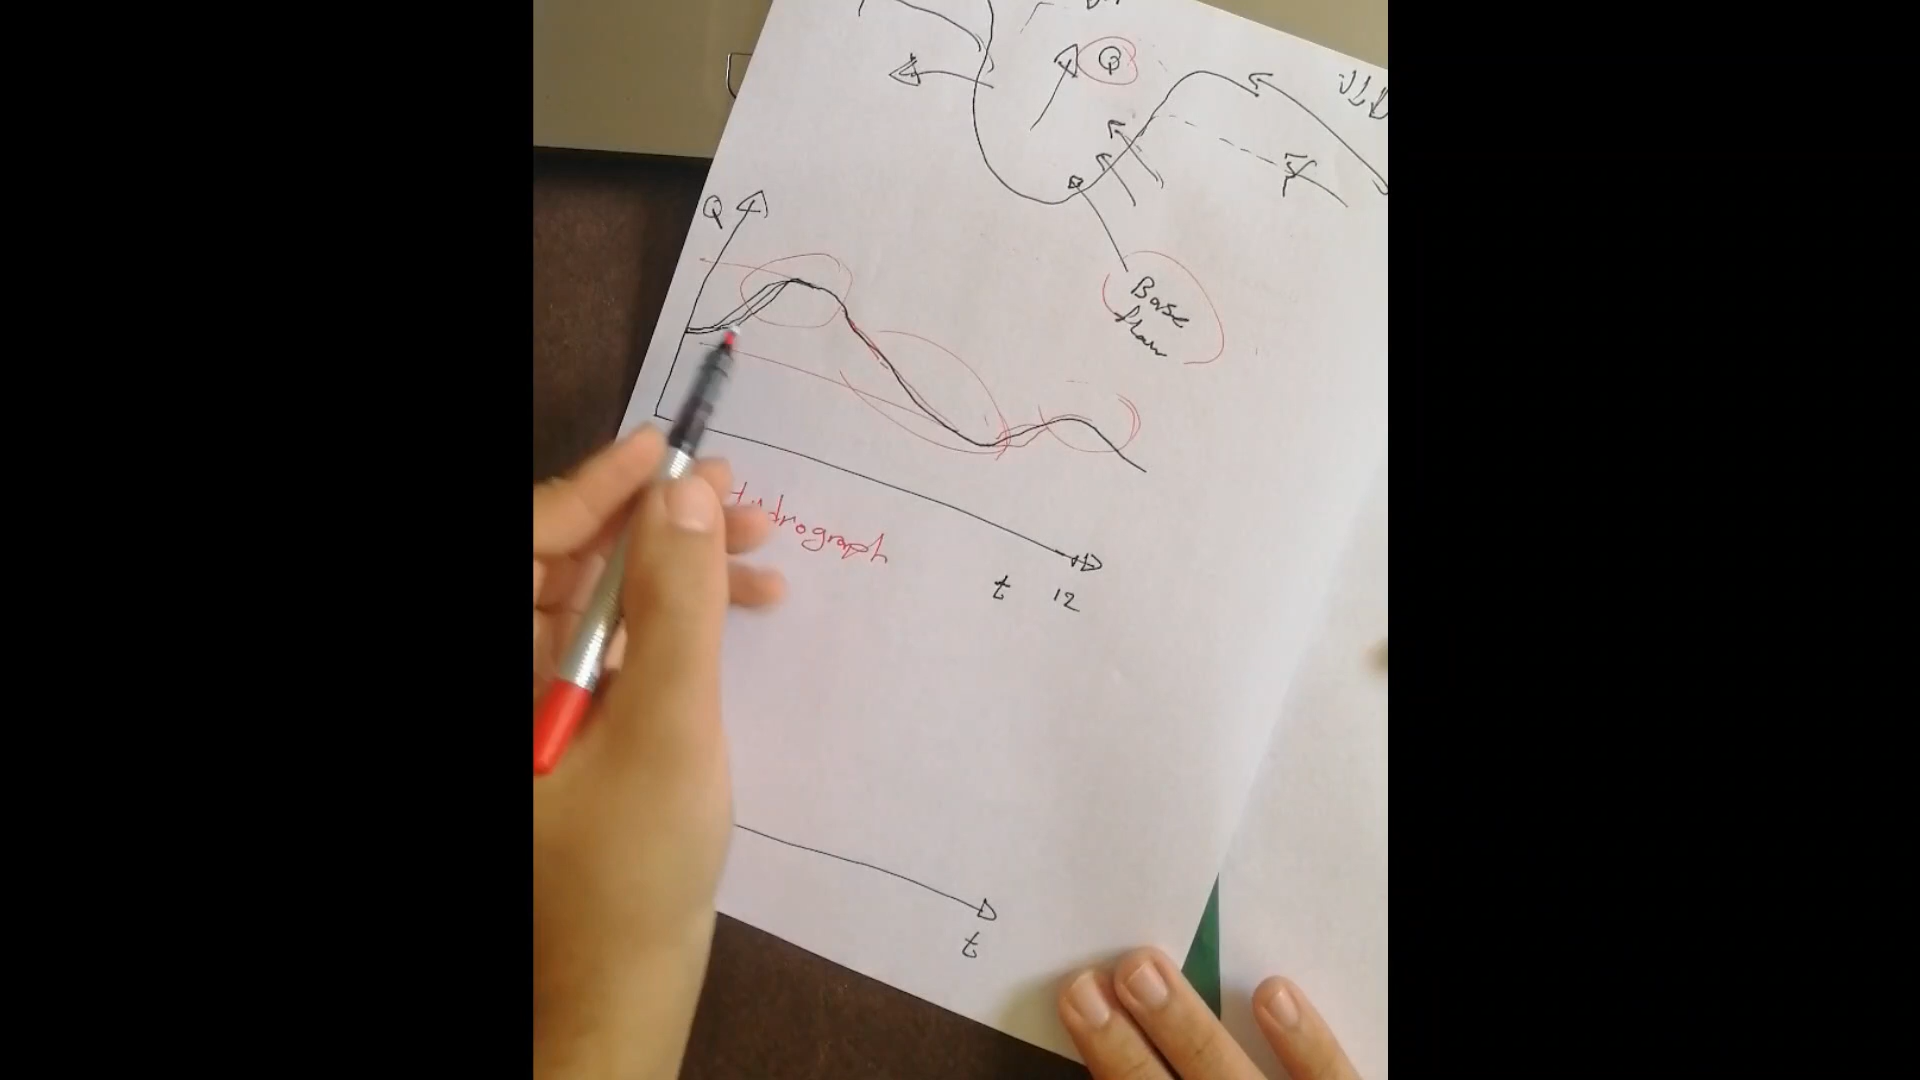 Q
Q
Base
flow
Hydrograph
t 12
t